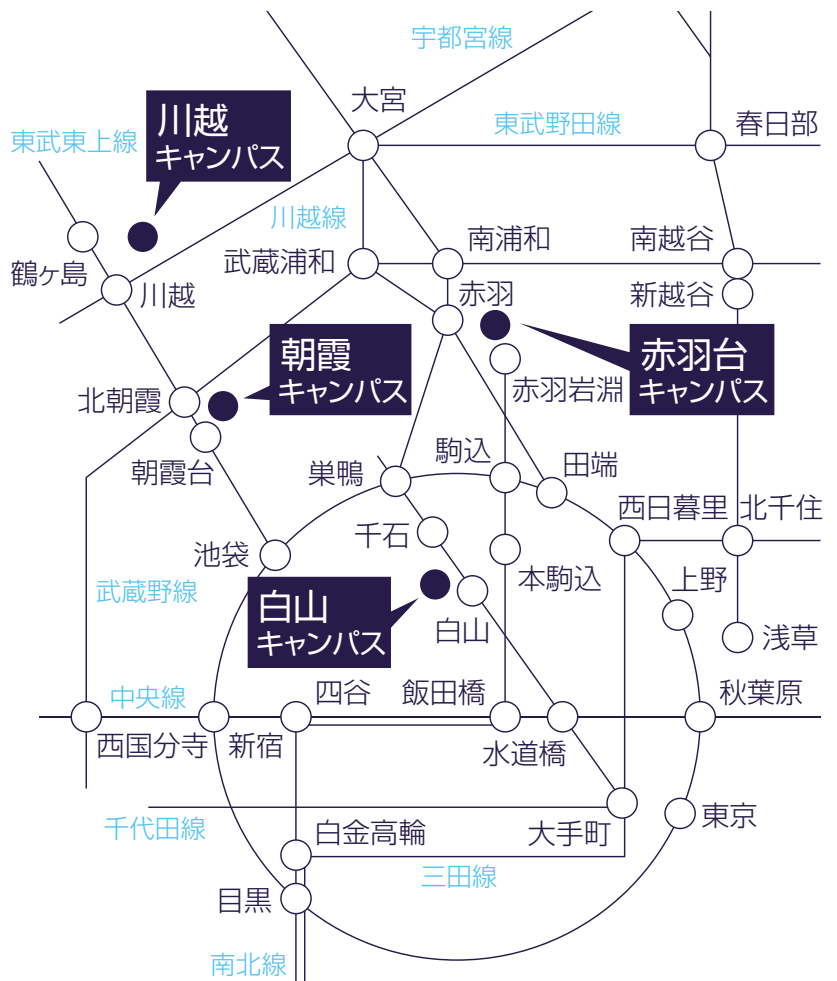 宇都宮線
大宮
川越
キャンパス
東武東上線
東武野田線
春日部
川越線
南浦和
南越谷
武蔵浦和
鶴ヶ島
川越
新越谷
赤羽
朝霞
キャンパス
赤羽台
キャンパス
赤羽岩淵
北朝霞
朝霞台
駒込
田端
巣鴨
西日暮里
北千住
千石
池袋
本駒込
武蔵野線
白山
キャンパス
上野
白山
浅草
中央線
四谷
飯田橋
秋葉原
西国分寺
新宿
水道橋
千代田線
白金高輪
大手町
東京
三田線
目黒
南北線